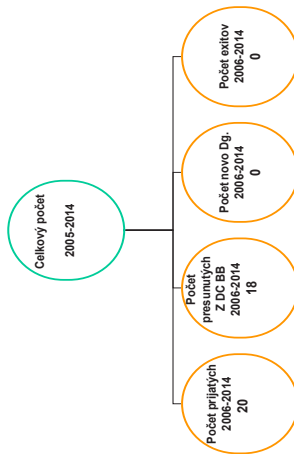 Celkový počet
2005-2014
Počet prijatých
2006-2014
20
Počet
presunutých
Z DC BB
2006-2014
18
Počet novo Dg.
2006-2014
0
Počet exitov
2006-2014
0